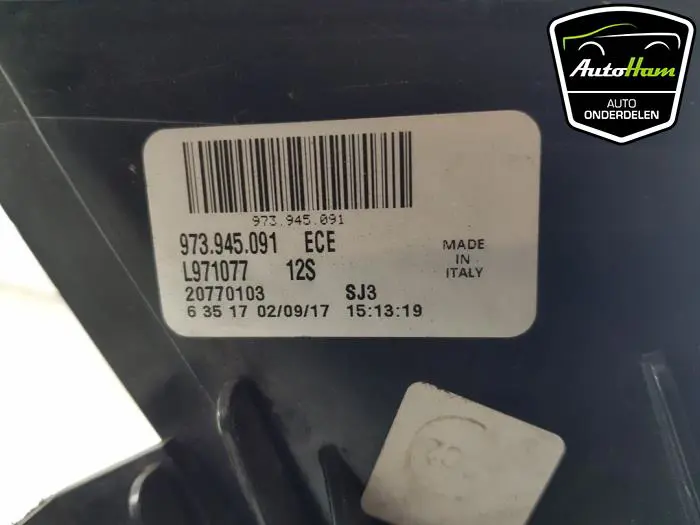 AutoHam
AUTO
ONDERDELEN
973.945.091
973.945.091 ECE
L971077 12S
20770103 SJ3
6 35 17 02/09/17 15:13:19
MADE
IN
ITALY